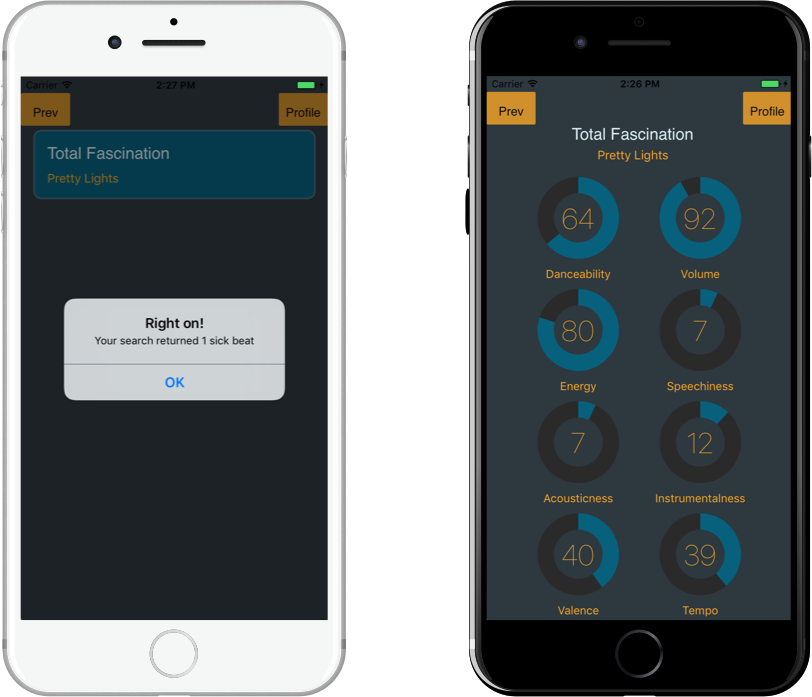 Carrier
2:27 PM
Prev
Profile
Total Fascination
Pretty Lights
Right on!
Your search returned 1 sick beat
OK
Carrier
2:26 PM
Prev
Profile
Total Fascination
Pretty Lights
64
92
Danceability
Volume
80
7
Energy
Speechiness
7
12
Acousticness
Instrumentalness
40
39
Valence
Tempo